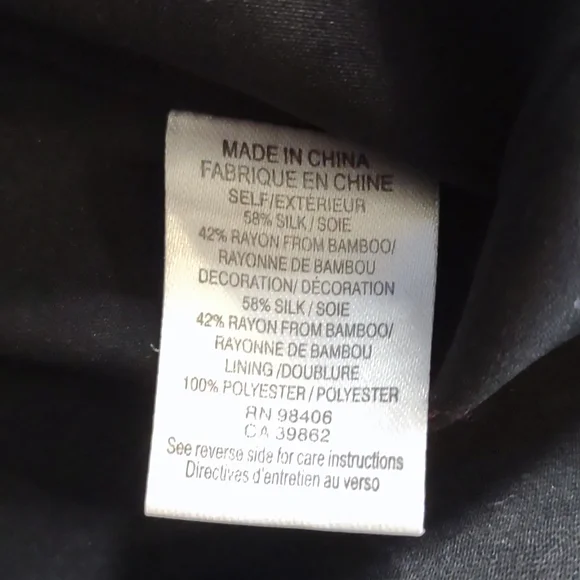 MADE IN CHINA
FABRIQUE EN CHINE
SELF/EXTÉRIEUR
58% SILK / SOIE
42% RAYON FROM BAMBOO/
RAYONNE DE BAMBOU
DECORATION/ DÉCORATION
58% SILK / SOIE
42% RAYON FROM BAMBOO/
RAYONNE DE BAMBOU
LINING /DOUBLURE
100% POLYESTER / POLYESTER
RN 98406
CA 39862
See reverse side for care instructions
Directives d'entretien au verso